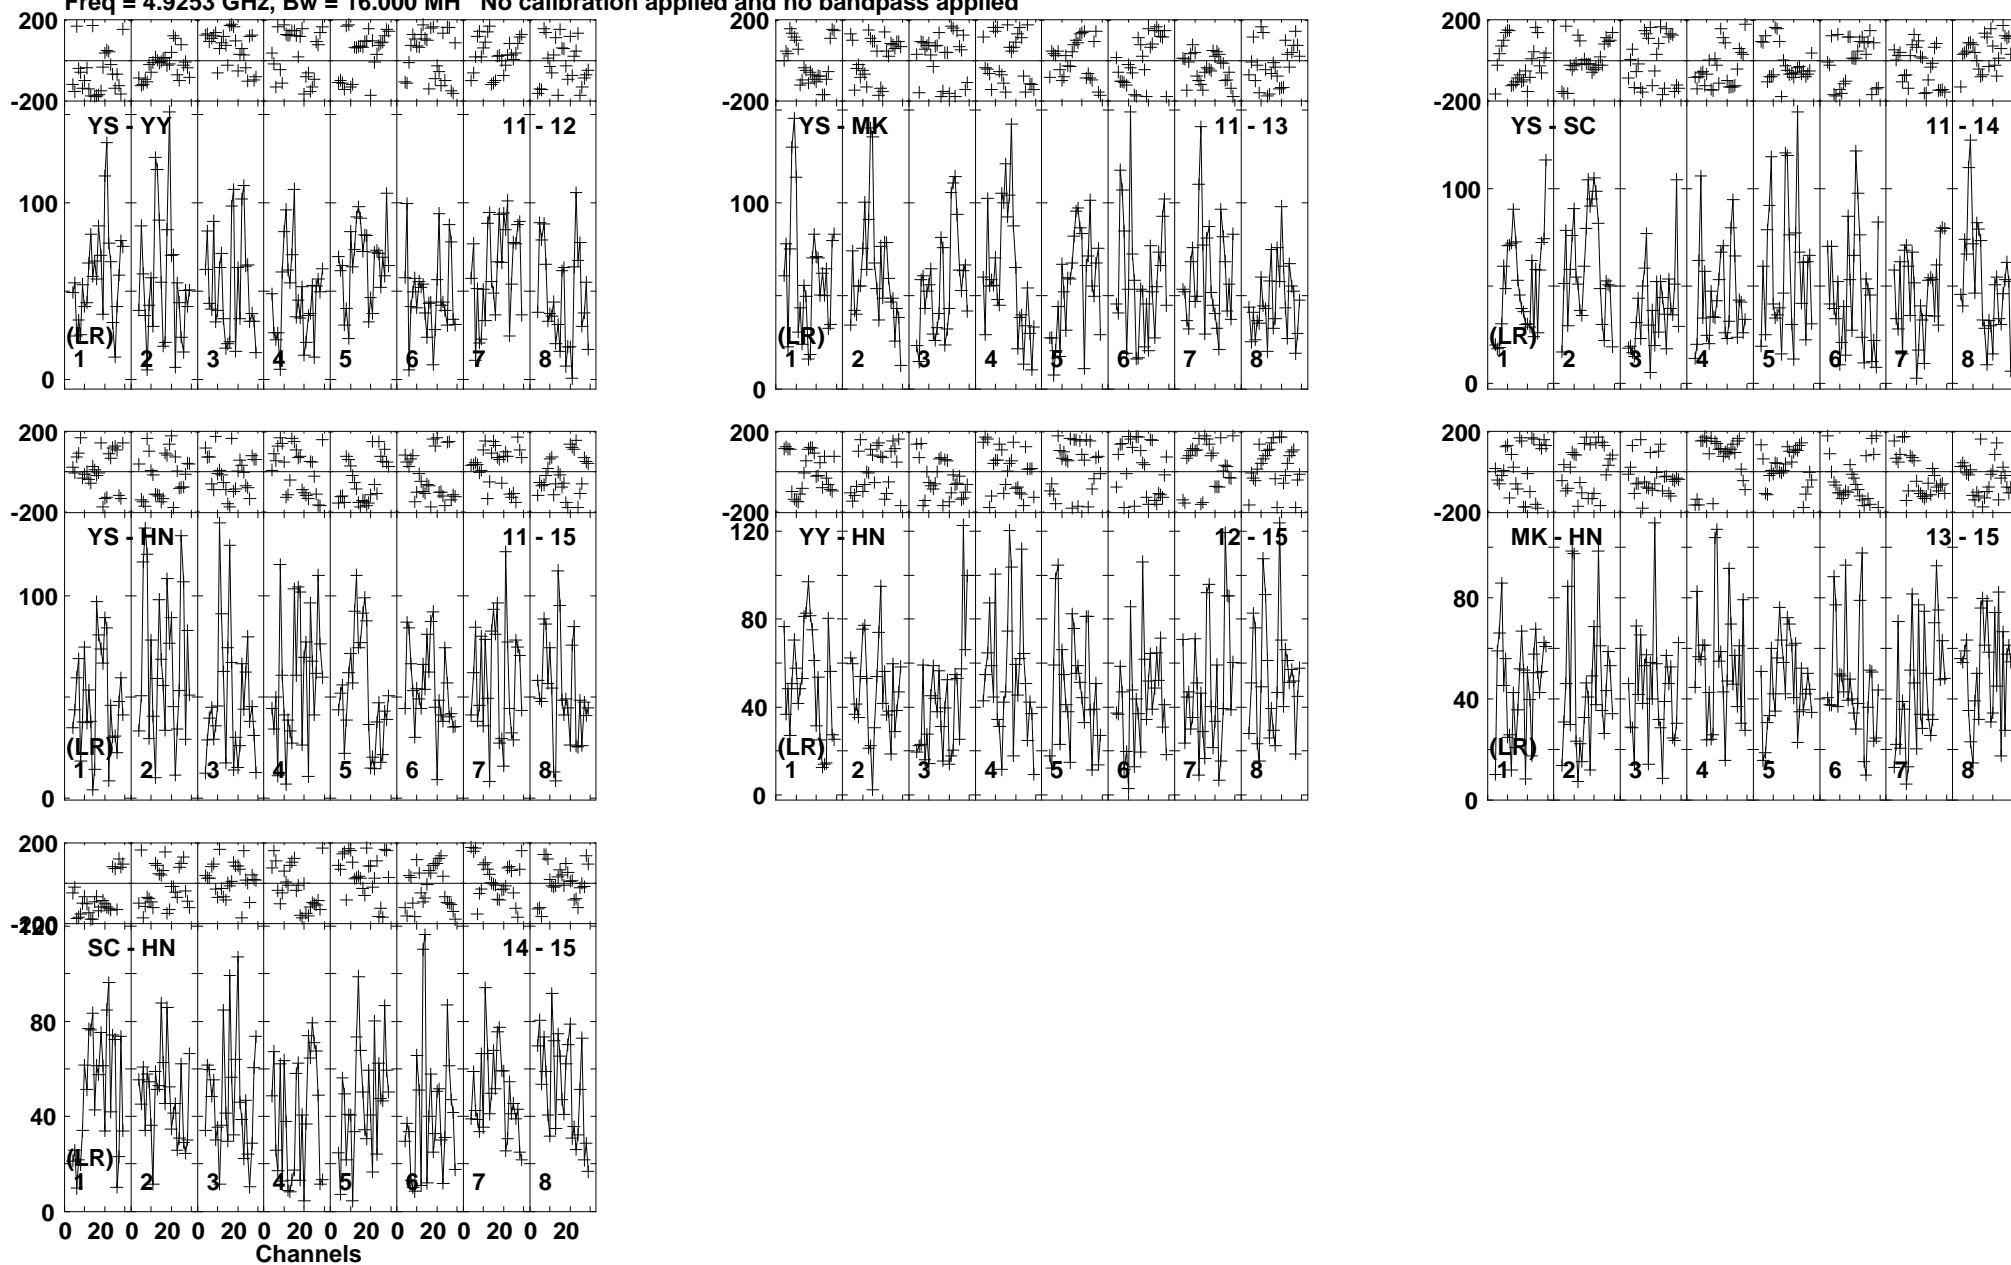 Freq = 4.9253 GHz, Bw = 16.000 MH No calibration applied and no bandpass applied
200
-200
YS - YY 11 - 12
100
0
(LR)
1 2 3 4 5 6 7 8
200
-200
YS - MK 11 - 13
100
0
(LR)
1 2 3 4 5 6 7 8
200
-200
YS - SC 11 - 14
100
0
(LR)
1 2 3 4 5 6 7 8
200
-200
YS - HN 11 - 15
100
0
(LR)
1 2 3 4 5 6 7 8
200
-200
120
YY - HN 12 - 15
80
40
0
(LR)
1 2 3 4 5 6 7 8
200
-200
MK - HN 13 - 15
80
40
0
(LR)
1 2 3 4 5 6 7 8
200
-200
120
SC - HN 14 - 15
80
40
0
(LR)
1 2 3 4 5 6 7 8
0 20 0 20 0 20 0 20 0 20 0 20 0 20 0 20
Channels